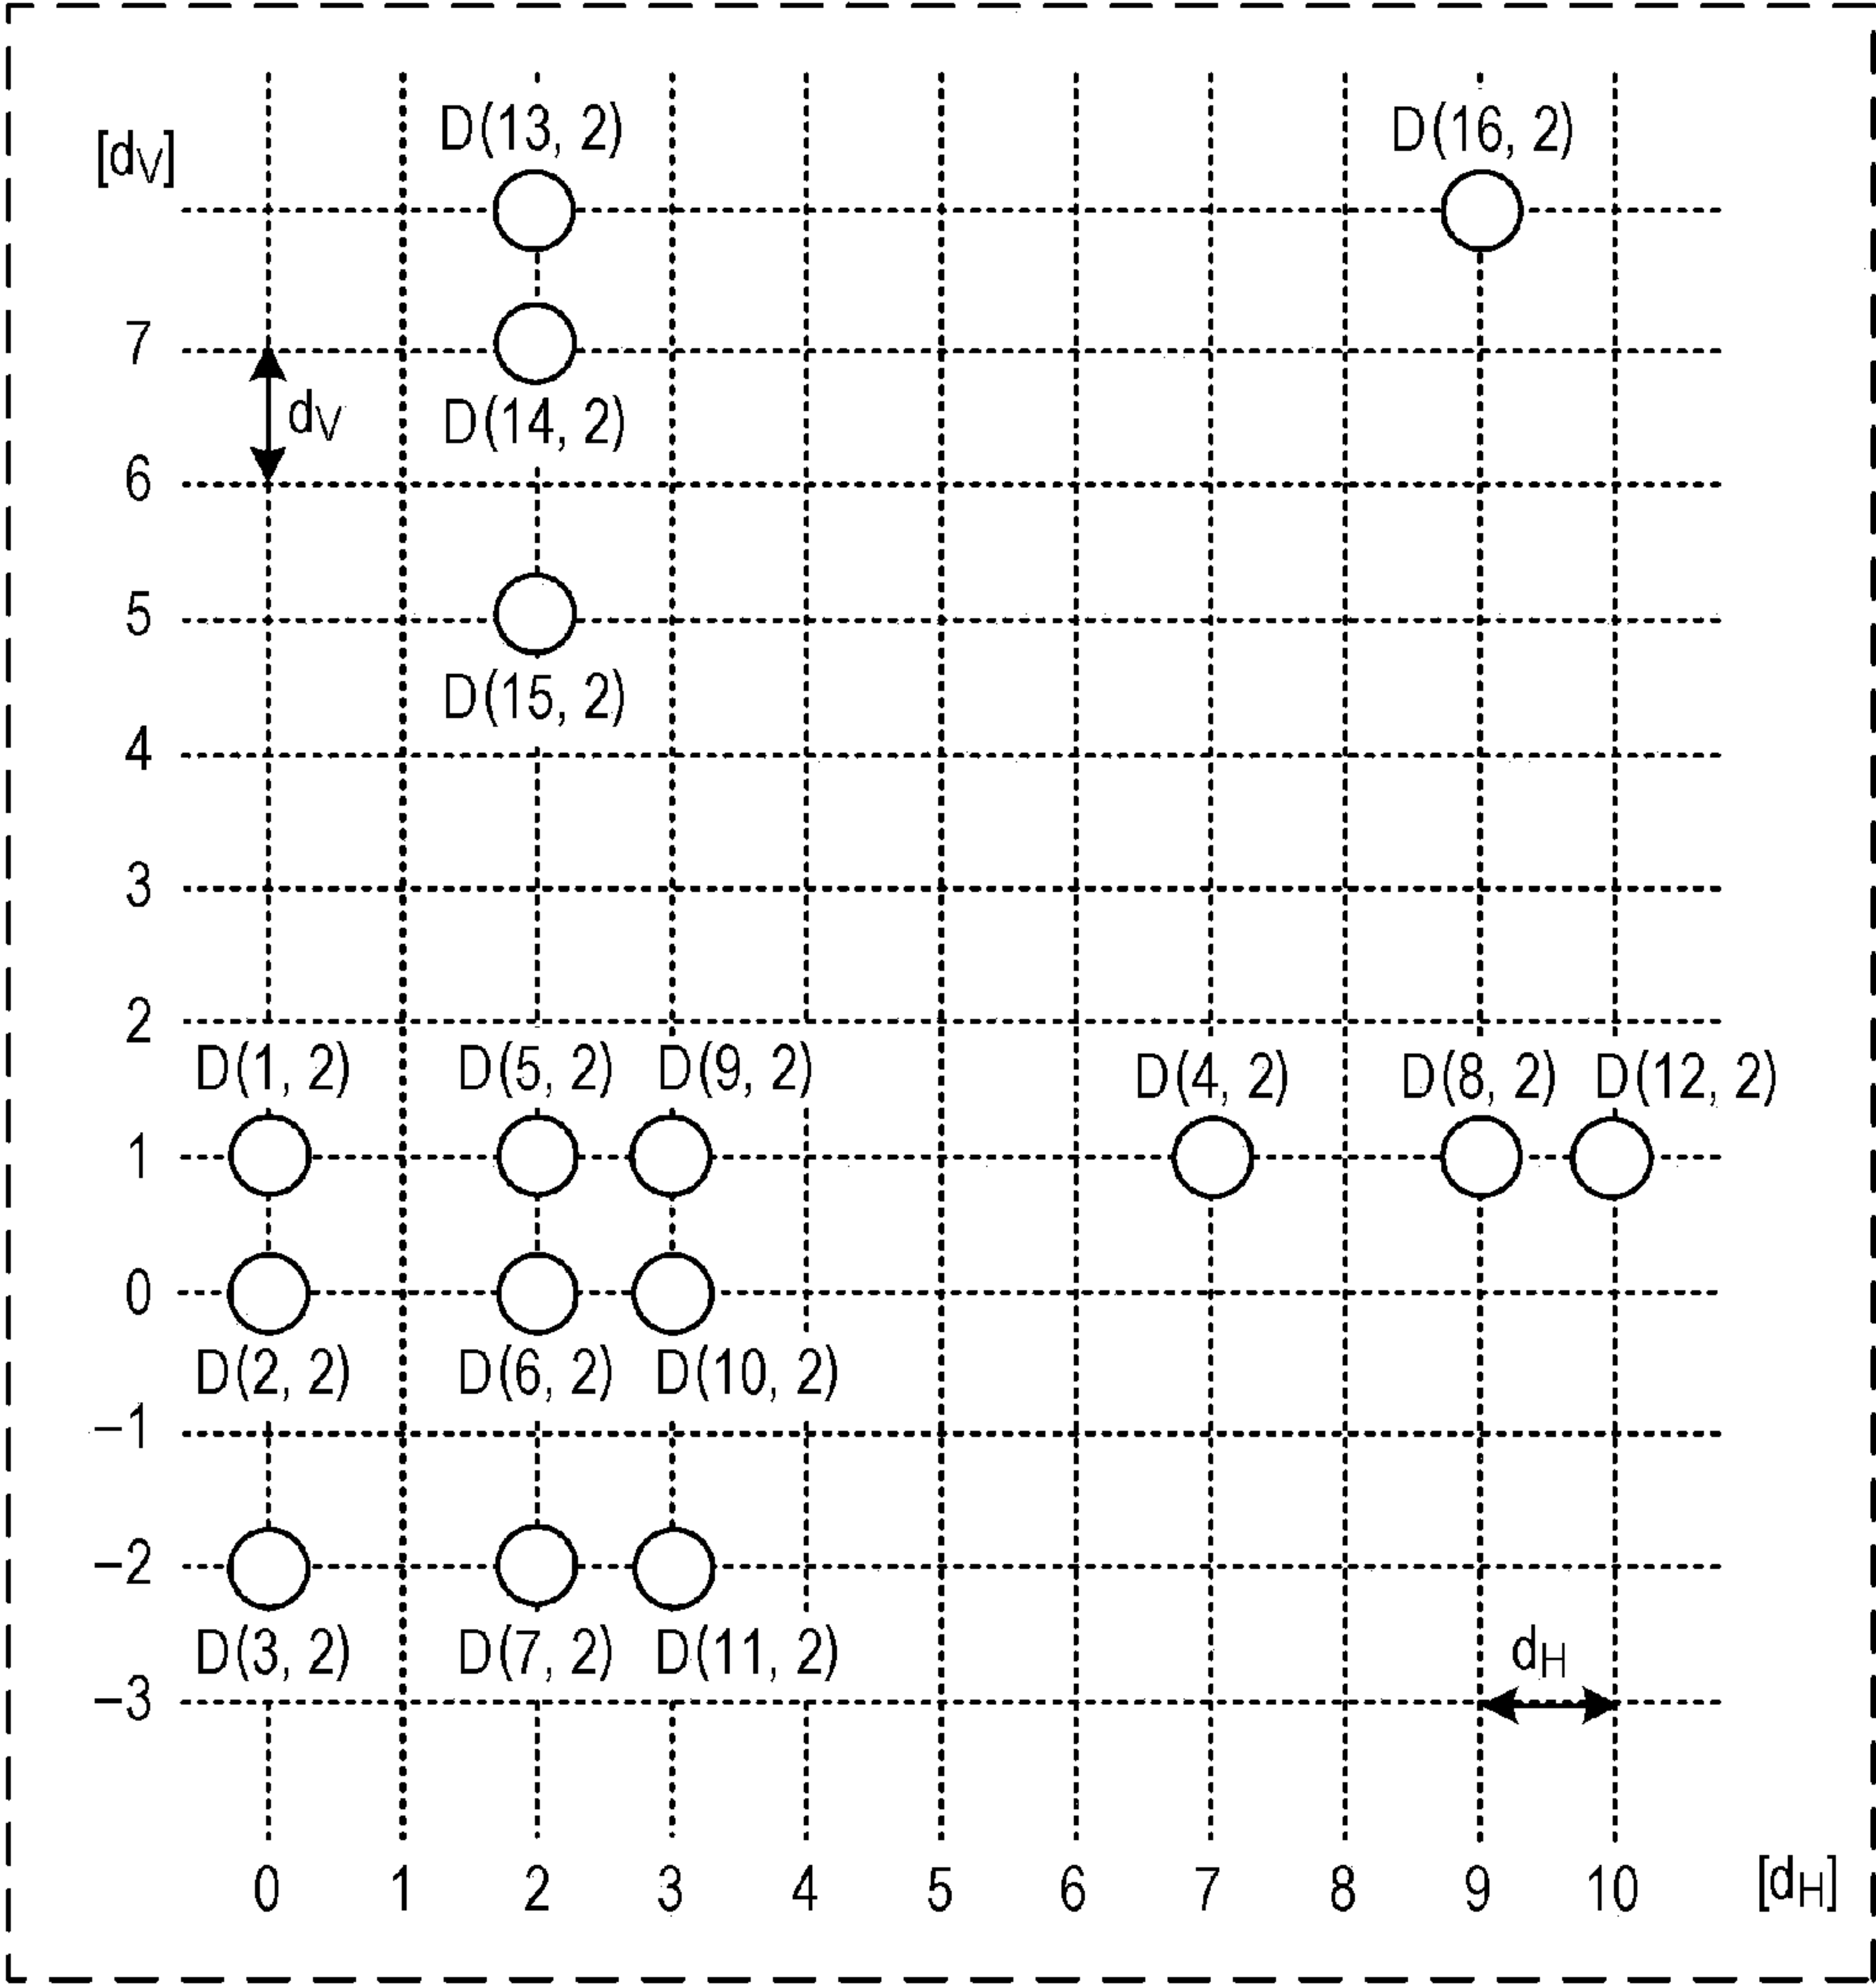 D(13, 2) D(16, 2)
[dV]
7
dV
D(14, 2)
6
5
D(15, 2)
4
3
2
D(1, 2) D(5, 2) D(9, 2) D(4, 2) D(8, 2) D(12, 2)
1
0
D(2, 2) D(6, 2) D(10, 2)
−1
−2
D(3, 2) D(7, 2) D(11, 2) dH
−3
0 1 2 3 4 5 6 7 8 9 10 [dH]